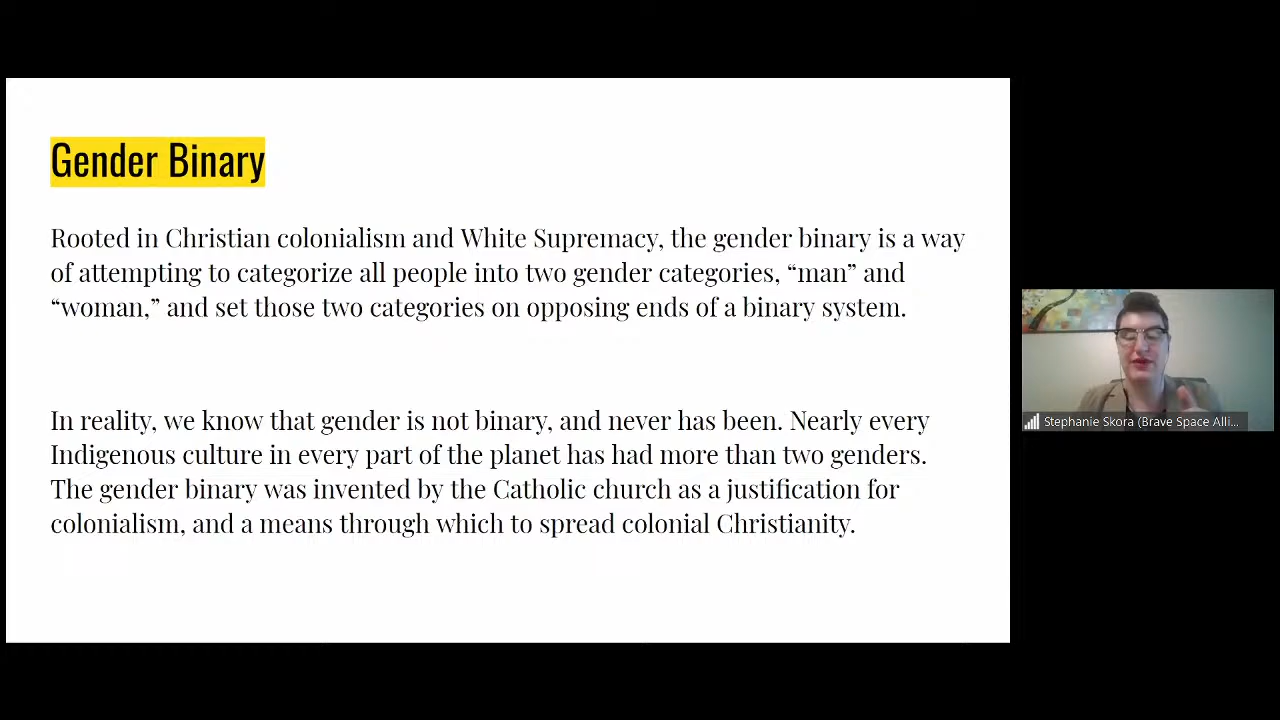 Gender Binary
Rooted in Christian colonialism and White Supremacy, the gender binary is a way
of attempting to categorize all people into two gender categories, “man” and
“woman,” and set those two categories on opposing ends of a binary system.
In reality, we know that gender is not binary, and never has been. Nearly every
Indigenous culture in every part of the planet has had more than two genders.
The gender binary was invented by the Catholic church as a justification for
colonialism, and a means through which to spread colonial Christianity.
Stephanie Skora (Brave Space Alli...